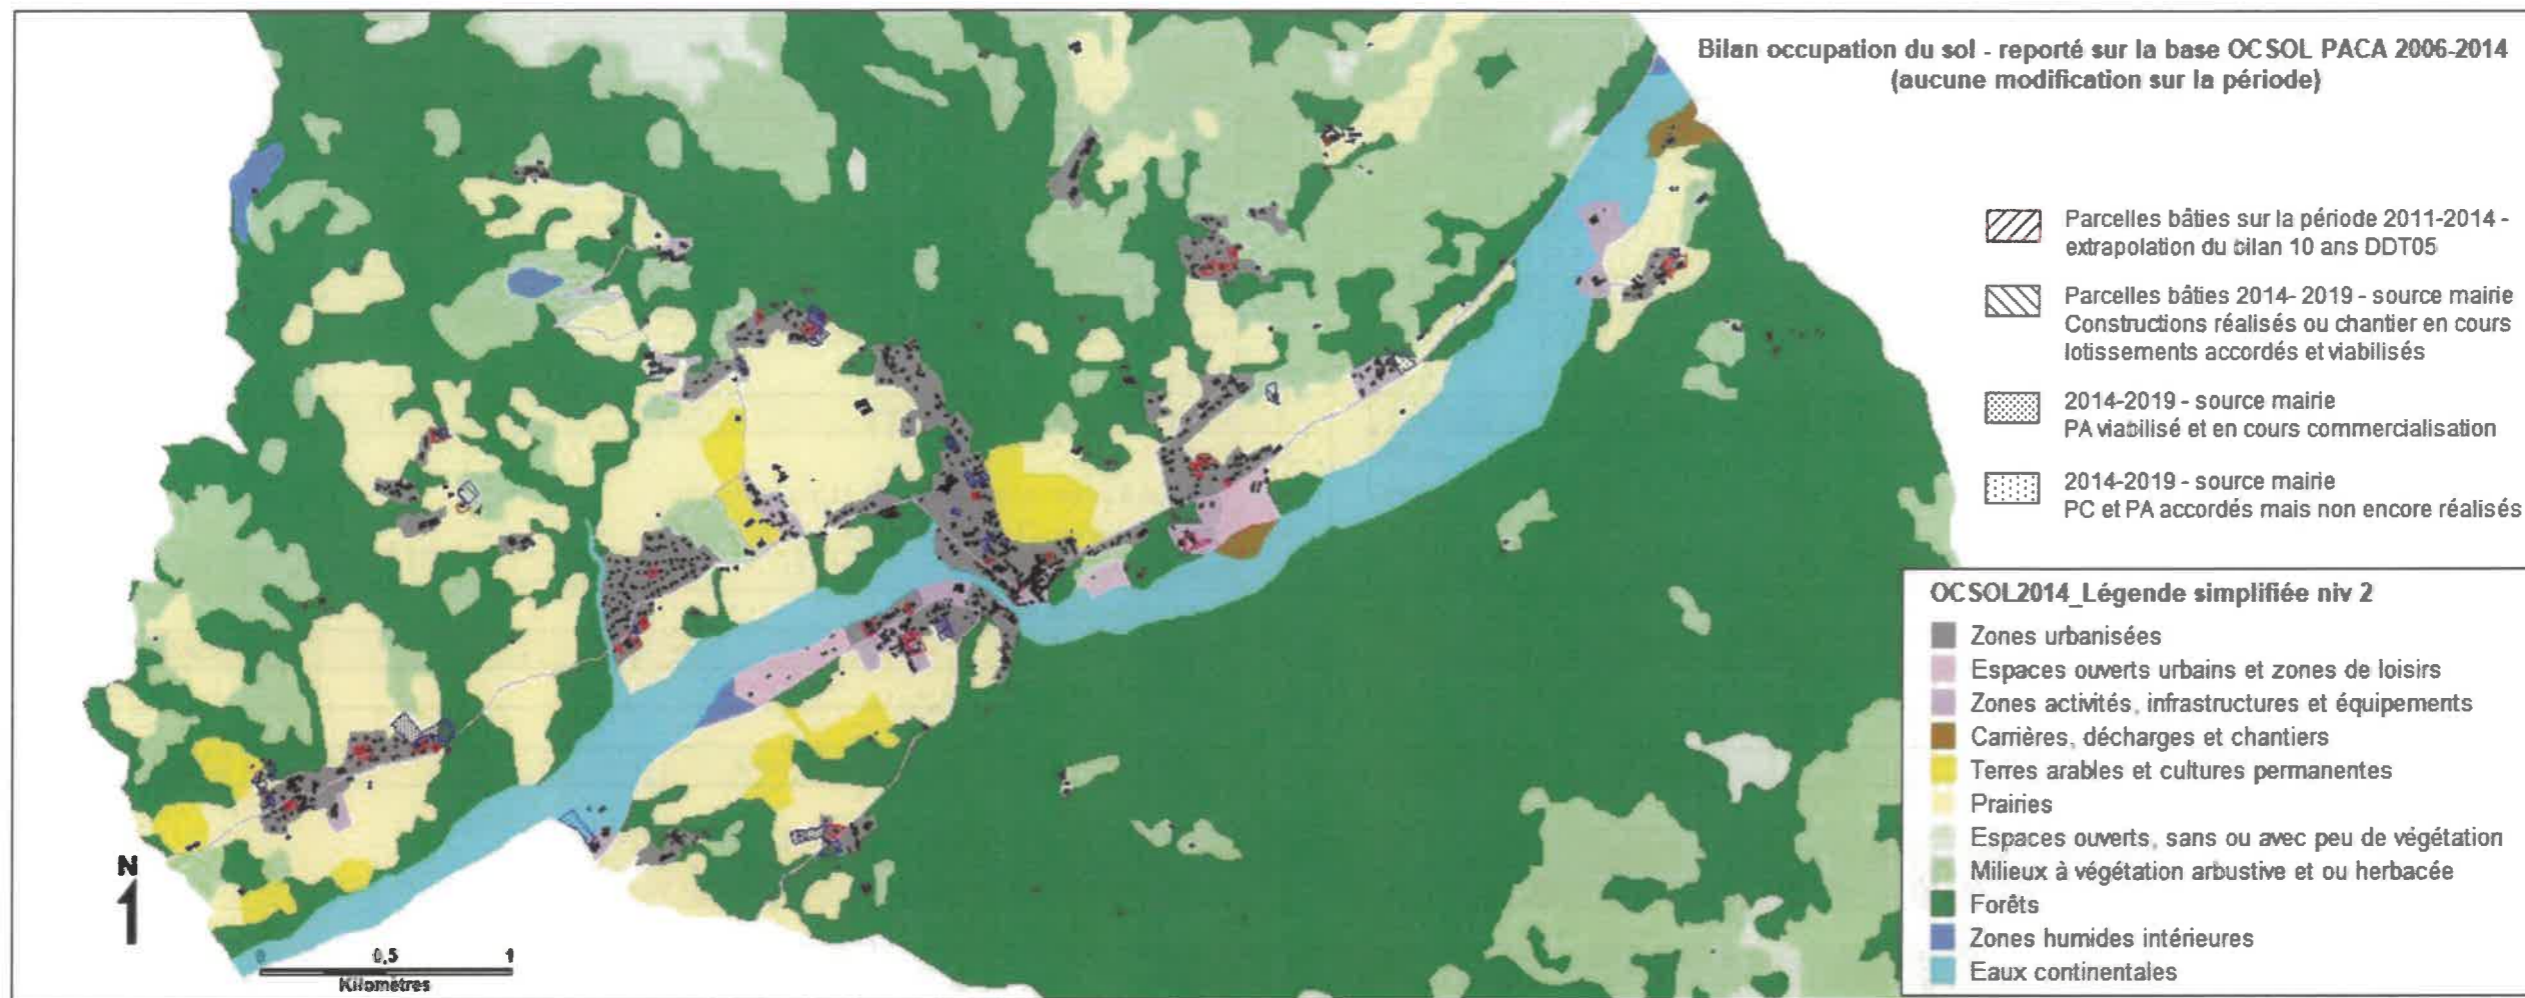 Bilan occupation du sol - reporté sur la base OCSOL PACA 2006-2014
(aucune modification sur la période)
Parcelles bâties sur la période 2011-2014 -
extrapolation du bilan 10 ans DDT05
Parcelles bâties 2014- 2019 - source mairie
Constructions réalisés ou chantier en cours
lotissements accordés et viabilisés
2014-2019 - source mairie
PA viabilisé et en cours commercialisation
2014-2019 - source mairie
PC et PA accordés mais non encore réalisés
OCSOL2014_Légende simplifiée niv 2
Zones urbanisées
Espaces ouverts urbains et zones de loisirs
Zones activités, infrastructures et équipements
Carrières, décharges et chantiers
Terres arables et cultures permanentes
Prairies
Espaces ouverts, sans ou avec peu de végétation
Milieux à végétation arbustive et ou herbacée
Forêts
Zones humides intérieures
Eaux continentales
N
0 0,5 1
Kilomètres